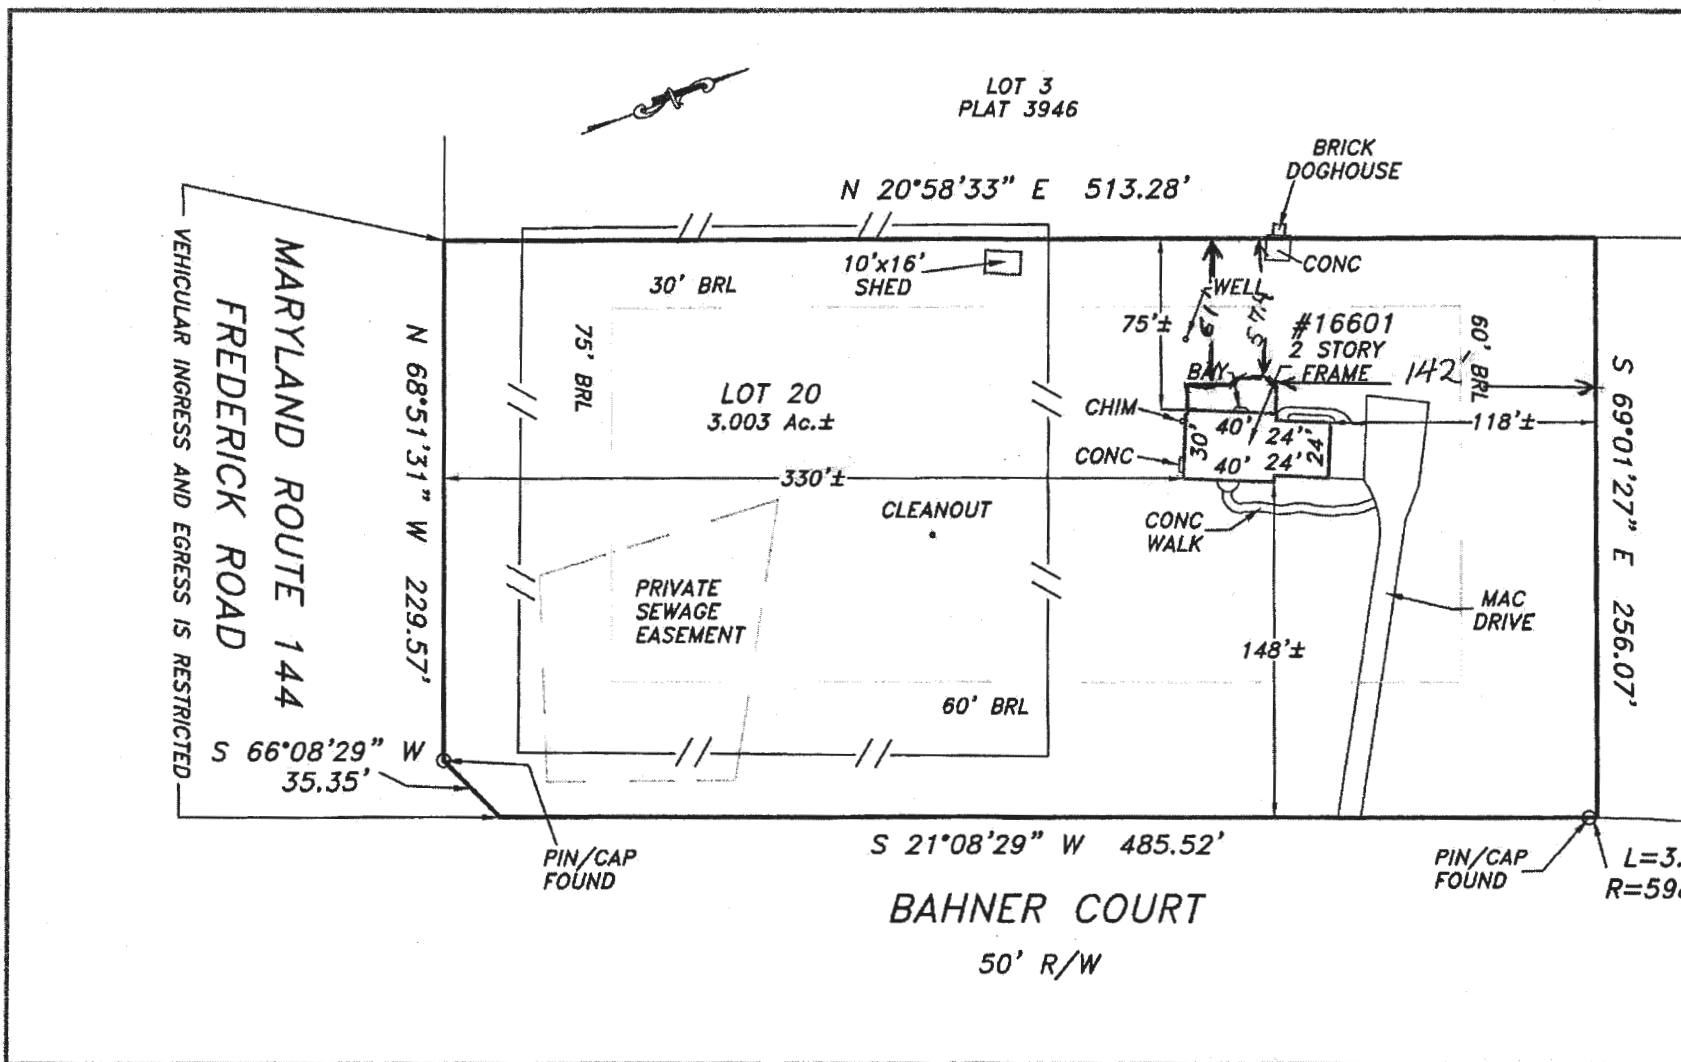 LOT 3
PLAT 3946
BRICK
DOGHOUSE
N 20°58'33" E 513.28'
CONC
10'x16'
SHED
30' BRL
WELL
75'±
61'
57.4
#16601
2 STORY
FRAME
142'
60' BRL
BAY
75' BRL
LOT 20
3.003 Ac.±
CHIM
40'
24'
118'±
30'
24'
CONC
40'
24'
330'±
CLEANOUT
CONC
WALK
PRIVATE
SEWAGE
EASEMENT
MAC
DRIVE
148'±
60' BRL
VEHICULAR INGRESS AND EGRESS IS RESTRICTED
MARYLAND ROUTE 144
FREDERICK ROAD
N 68°51'31" W 229.57'
S 69°01'27" E 256.07'
S 66°08'29" W
35.35'
S 21°08'29" W 485.52'
PIN/CAP
FOUND
PIN/CAP
FOUND
L=3.
R=59
BAHNER COURT
50' R/W